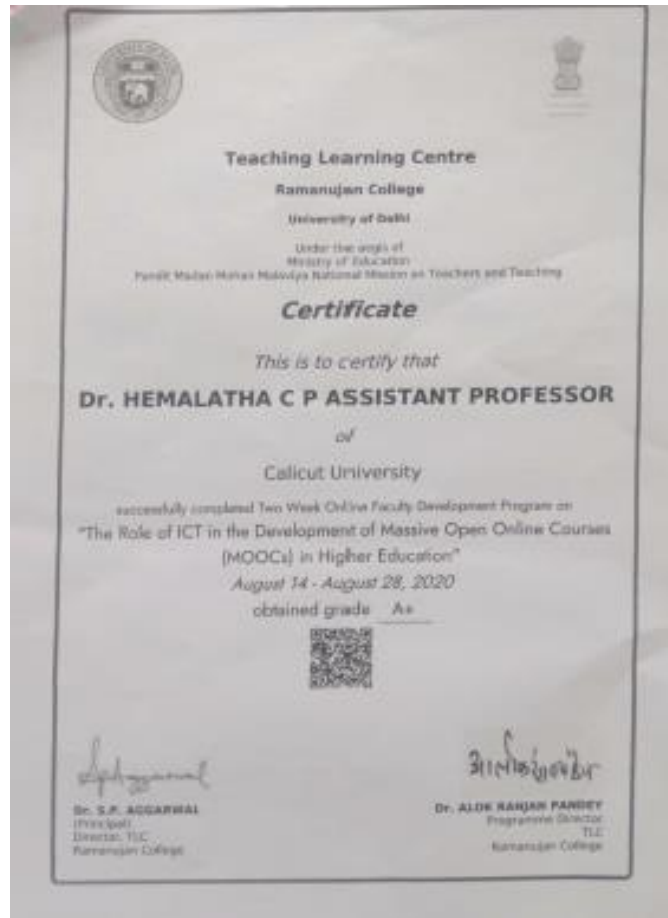 Teaching Learning Centre
Ramanujan College
University of Delhi
Under the aegis of
Ministry of Education
Pandit Madan Mohan Malaviya National Mission on Teachers and Teaching
Certificate
This is to certify that
Dr. HEMALATHA C P ASSISTANT PROFESSOR
of
Calicut University
successfully completed Two Week Online Faculty Development Program on
"The Role of ICT in the Development of Massive Open Online Courses
(MOOCs) in Higher Education"
August 14 - August 28, 2020
obtained grade A+
Dr. S.P. AGGARWAL
(Principal)
Director, TLC
Ramanujan College
Dr. ALOK RANJAN PANDEY
Programme Director
TLC
Ramanujan College